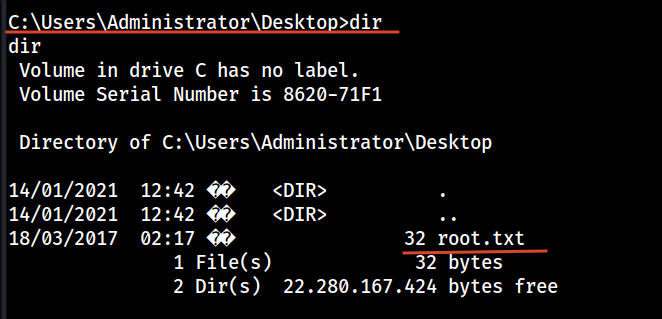 C:\Users\Administrator\Desktop>dir
dir
 Volume in drive C has no label.
 Volume Serial Number is 8620-71F1
 Directory of C:\Users\Administrator\Desktop
14/01/2021  12:42 ��    <DIR>          .
14/01/2021  12:42 ��    <DIR>          ..
18/03/2017  02:17 ��                32 root.txt
               1 File(s)             32 bytes
               2 Dir(s)  22.280.167.424 bytes free